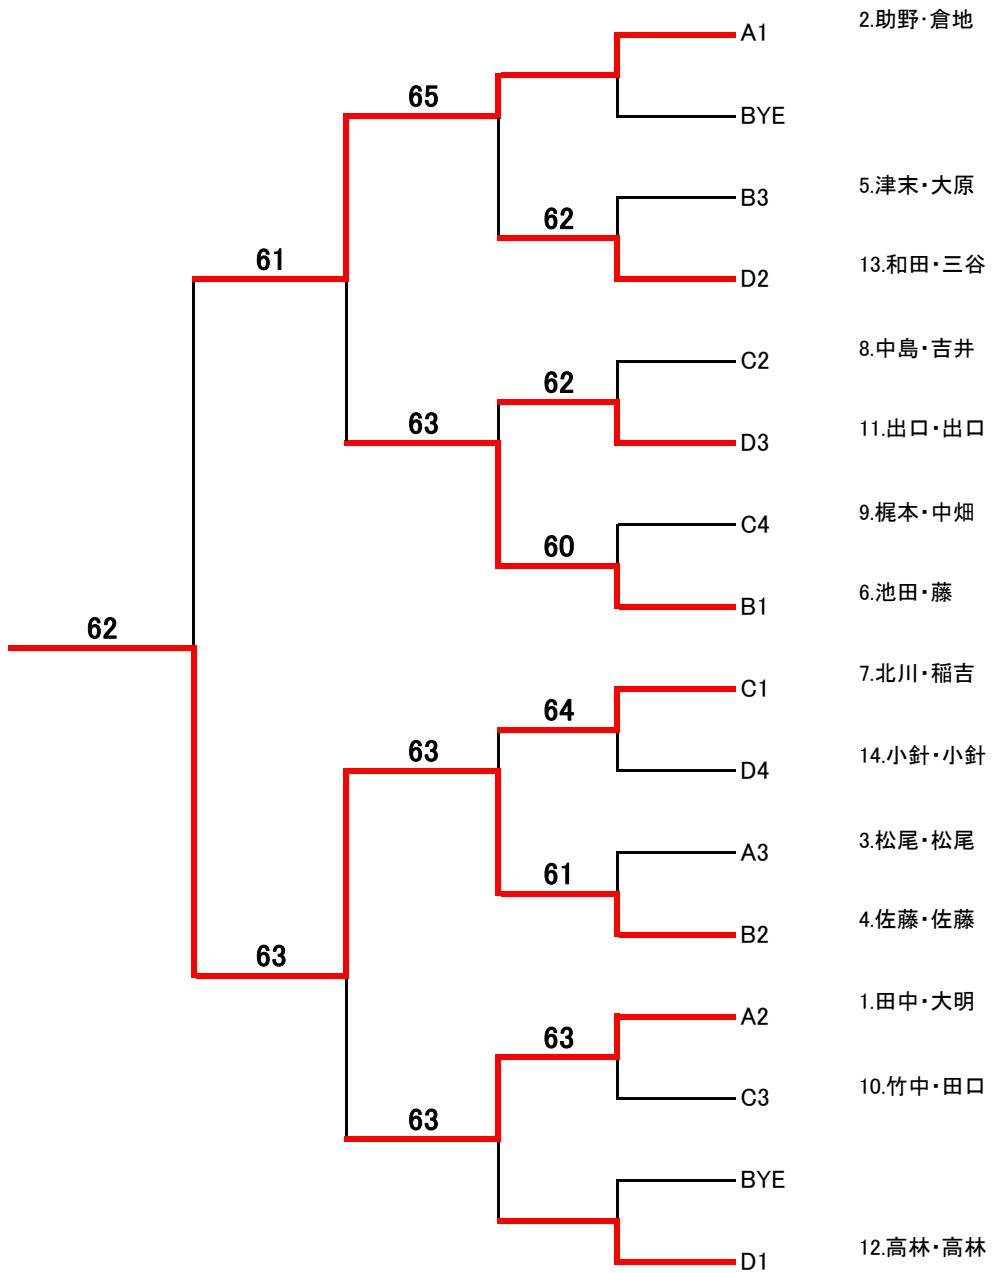 2.助野・倉地
A1
65
BYE
5.津末・大原
B3
62
61
13.和田・三谷
D2
8.中島・吉井
C2
62
63
11.出口・出口
D3
9.梶本・中畑
C4
60
6.池田・藤
B1
62
7.北川・稲吉
C1
64
63
14.小針・小針
D4
3.松尾・松尾
A3
61
4.佐藤・佐藤
B2
63
1.田中・大明
A2
63
10.竹中・田口
C3
63
BYE
12.高林・高林
D1